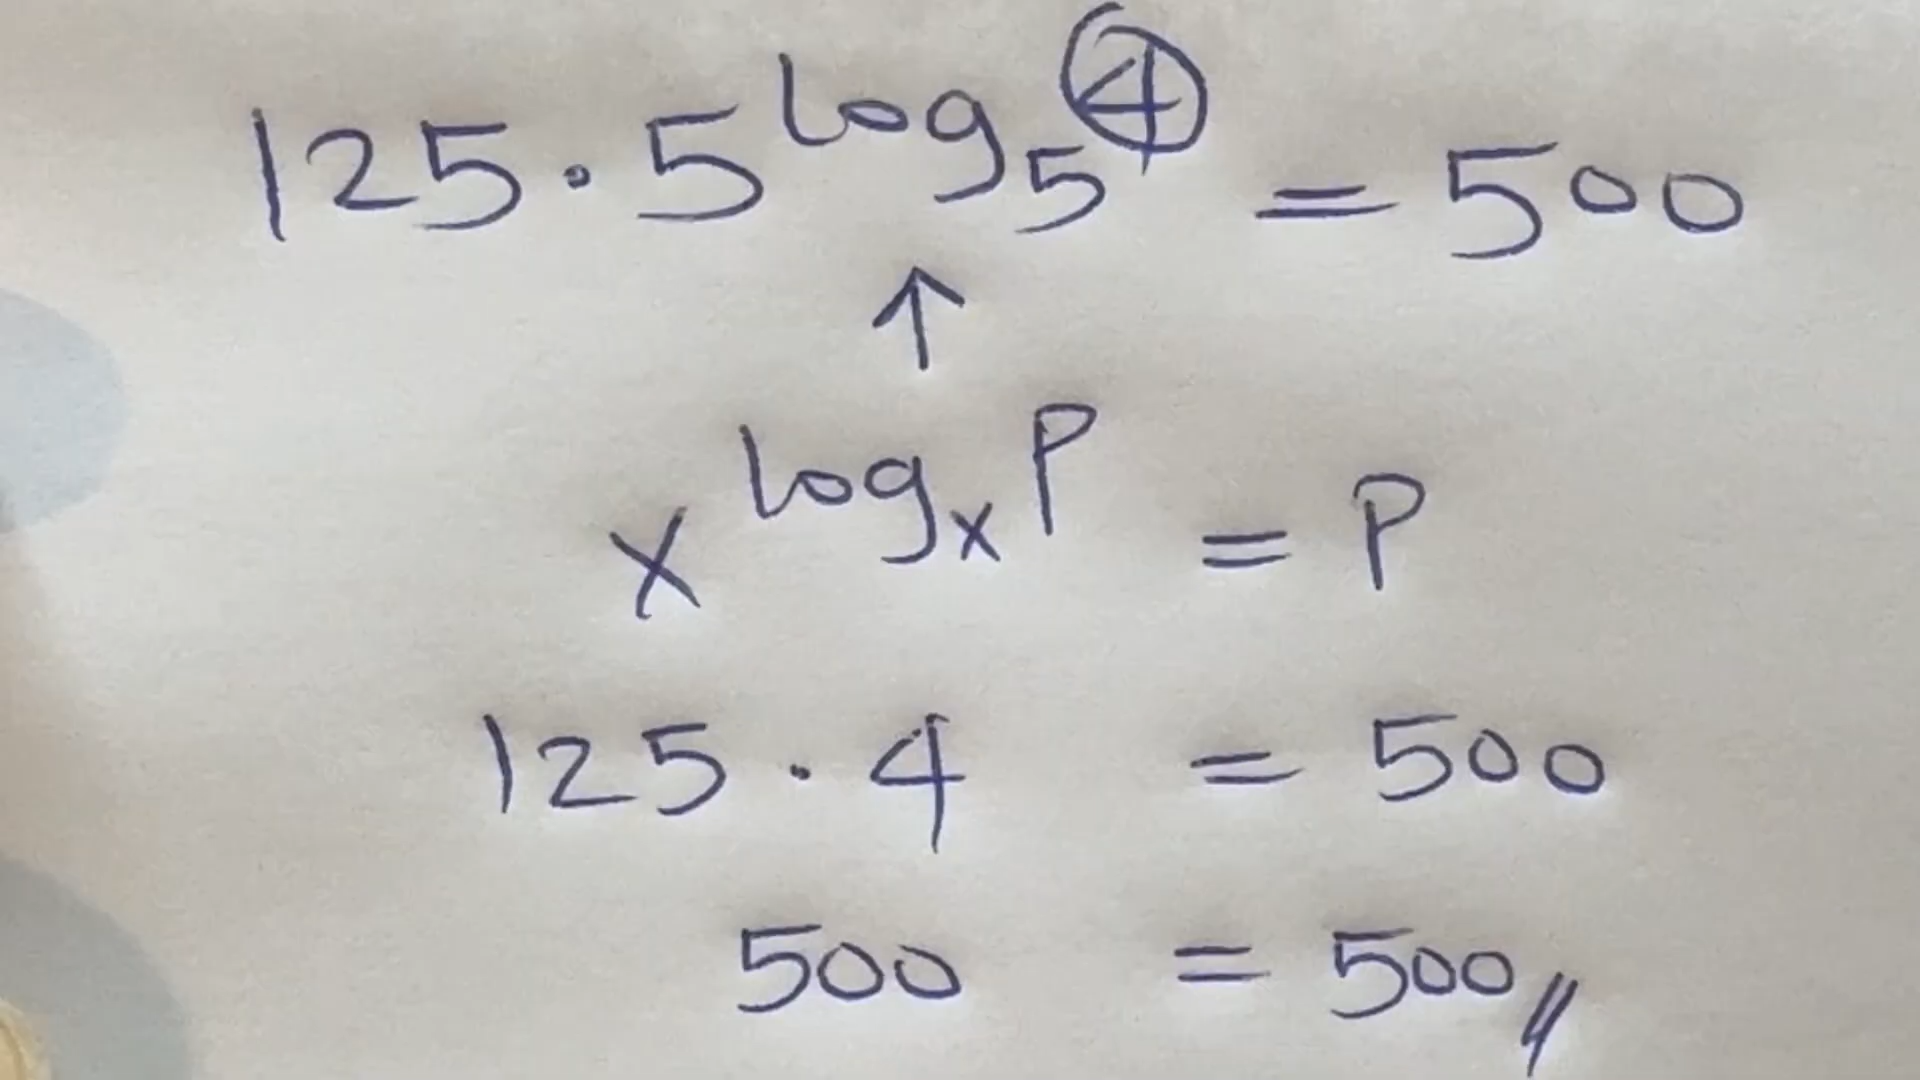 125 · 5^log₅④ = 500
↑
x^logₓP = P
125 · 4 = 500
500 = 500//